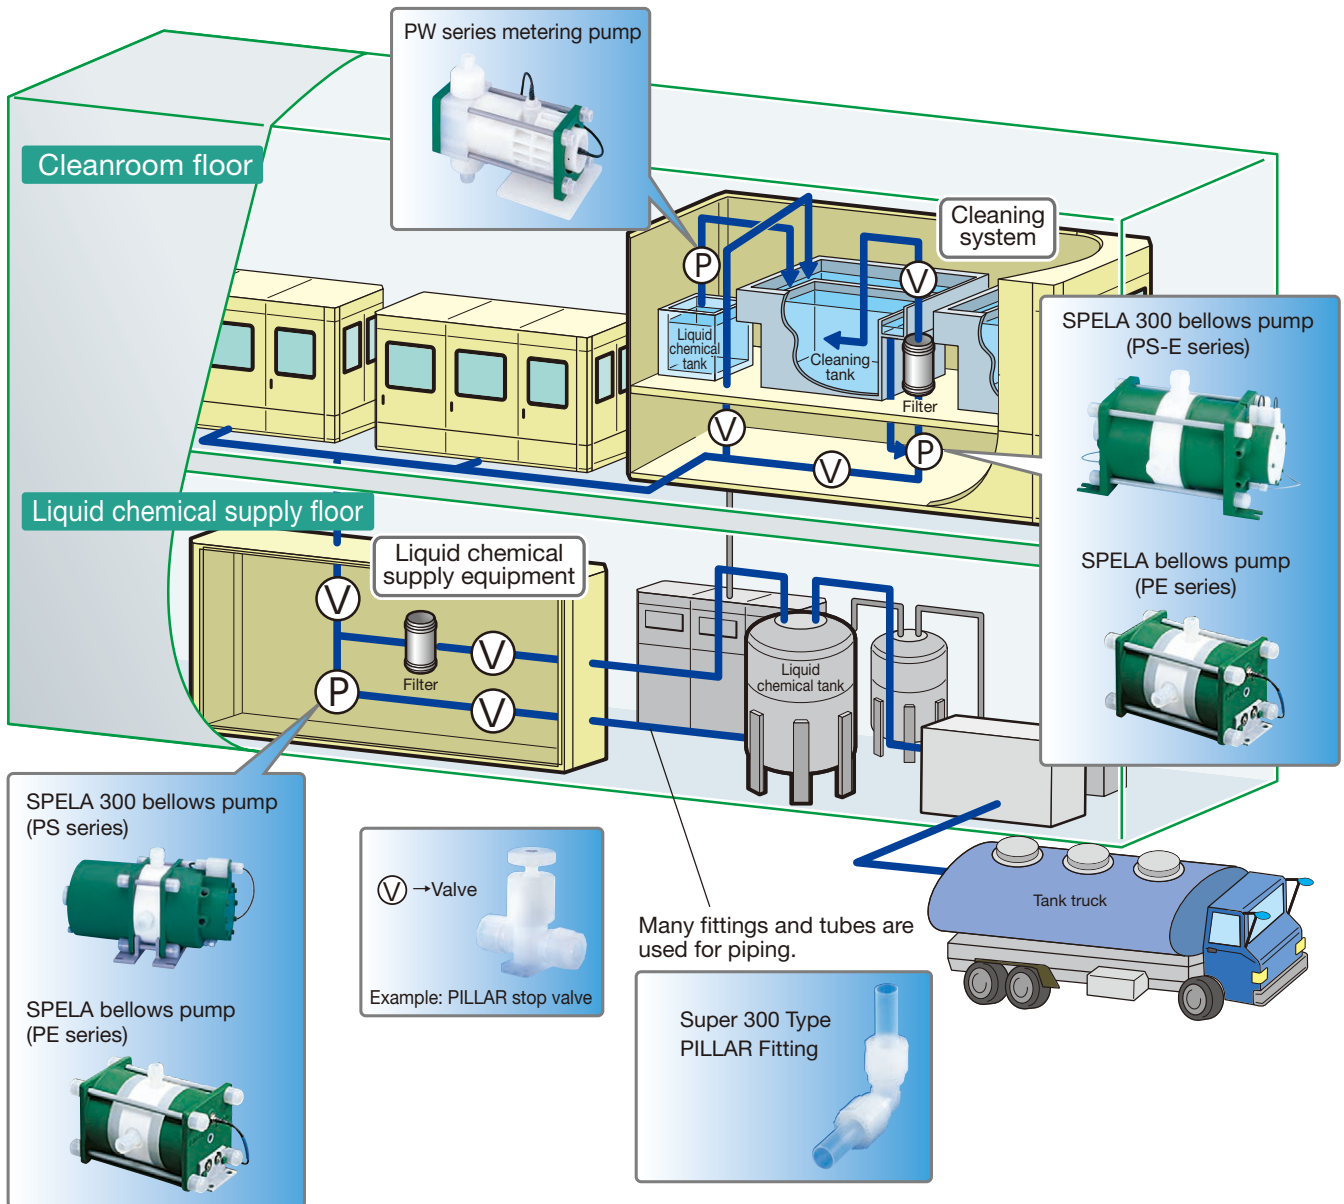 PW series metering pump
Cleanroom floor
Cleaning
system
P
V
Liquid
chemical
tank
Cleaning
tank
Filter
V
V
P
SPELA 300 bellows pump
(PS-E series)
SPELA bellows pump
(PE series)
Liquid chemical supply floor
Liquid chemical
supply equipment
V
Filter
V
P
V
Liquid
chemical tank
SPELA 300 bellows pump
(PS series)
SPELA bellows pump
(PE series)
V →Valve
Example: PILLAR stop valve
Many fittings and tubes are
used for piping.
Super 300 Type
PILLAR Fitting
Tank truck